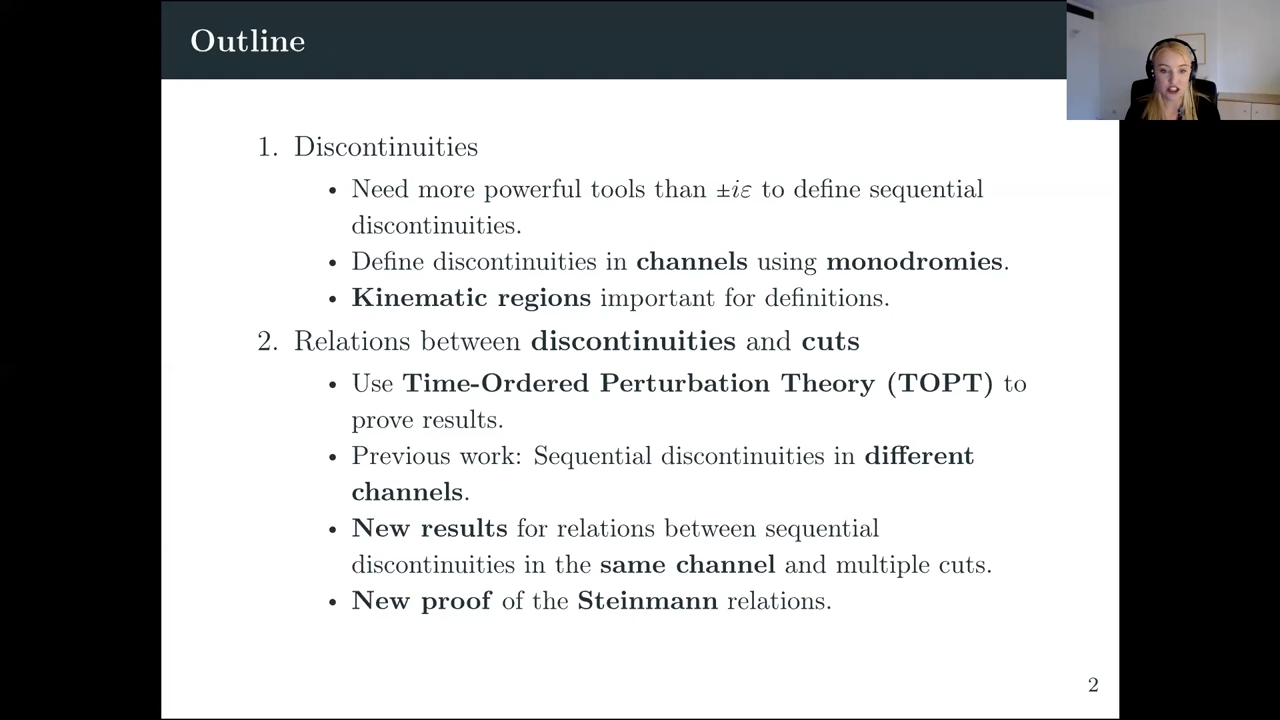 Outline
1. Discontinuities
• Need more powerful tools than ±iε to define sequential
discontinuities.
• Define discontinuities in channels using monodromies.
• Kinematic regions important for definitions.
2. Relations between discontinuities and cuts
• Use Time-Ordered Perturbation Theory (TOPT) to
prove results.
• Previous work: Sequential discontinuities in different
channels.
• New results for relations between sequential
discontinuities in the same channel and multiple cuts.
• New proof of the Steinmann relations.
2